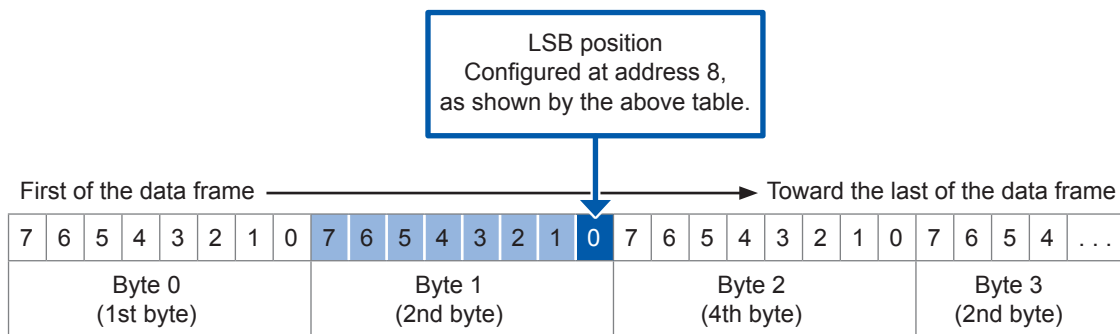 LSB position
Configured at address 8,
as shown by the above table.
First of the data frame Toward the last of the data frame
7 6 5 4 3 2 1 0 7 6 5 4 3 2 1 0 7 6 5 4 3 2 1 0 7 6 5 4 . . .
Byte 0 Byte 1 Byte 2 Byte 3
(1st byte) (2nd byte) (4th byte) (2nd byte)